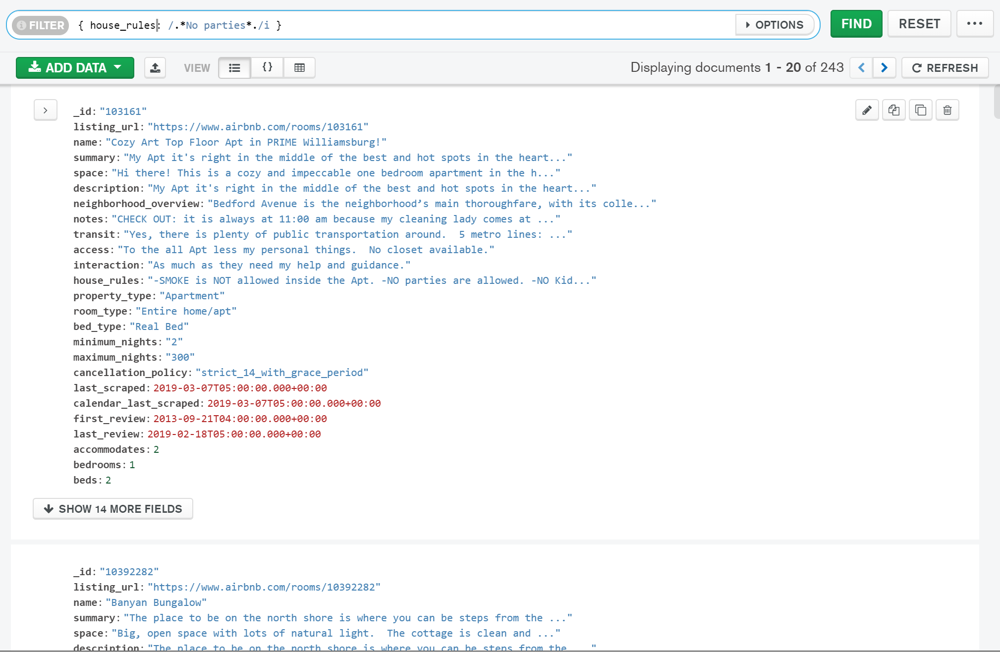 FILTER { house_rules: /.*No parties*./i } OPTIONS FIND RESET
ADD DATA VIEW {} Displaying documents 1 - 20 of 243 REFRESH
_id: "103161"
listing_url: "https://www.airbnb.com/rooms/103161"
name: "Cozy Art Top Floor Apt in PRIME Williamsburg!"
summary: "My Apt it's right in the middle of the best and hot spots in the heart..."
space: "Hi there! This is a cozy and impeccable one bedroom apartment in the h..."
description: "My Apt it's right in the middle of the best and hot spots in the heart..."
neighborhood_overview: "Bedford Avenue is the neighborhood’s main thoroughfare, with its colle..."
notes: "CHECK OUT: it is always at 11:00 am because my cleaning lady comes at ..."
transit: "Yes, there is plenty of public transportation around.  5 metro lines: ..."
access: "To the all Apt less my personal things.  No closet available."
interaction: "As much as they need my help and guidance."
house_rules: "-SMOKE is NOT allowed inside the Apt. -NO parties are allowed. -NO Kid..."
property_type: "Apartment"
room_type: "Entire home/apt"
bed_type: "Real Bed"
minimum_nights: "2"
maximum_nights: "300"
cancellation_policy: "strict_14_with_grace_period"
last_scraped: 2019-03-07T05:00:00.000+00:00
calendar_last_scraped: 2019-03-07T05:00:00.000+00:00
first_review: 2013-09-21T04:00:00.000+00:00
last_review: 2019-02-18T05:00:00.000+00:00
accommodates: 2
bedrooms: 1
beds: 2
SHOW 14 MORE FIELDS
_id: "10392282"
listing_url: "https://www.airbnb.com/rooms/10392282"
name: "Banyan Bungalow"
summary: "The place to be on the north shore is where you can be steps from the ..."
space: "Big, open space with lots of natural light.  The cottage is clean and ..."
description: "The place to be on the north shore is where you can be steps from the ..."